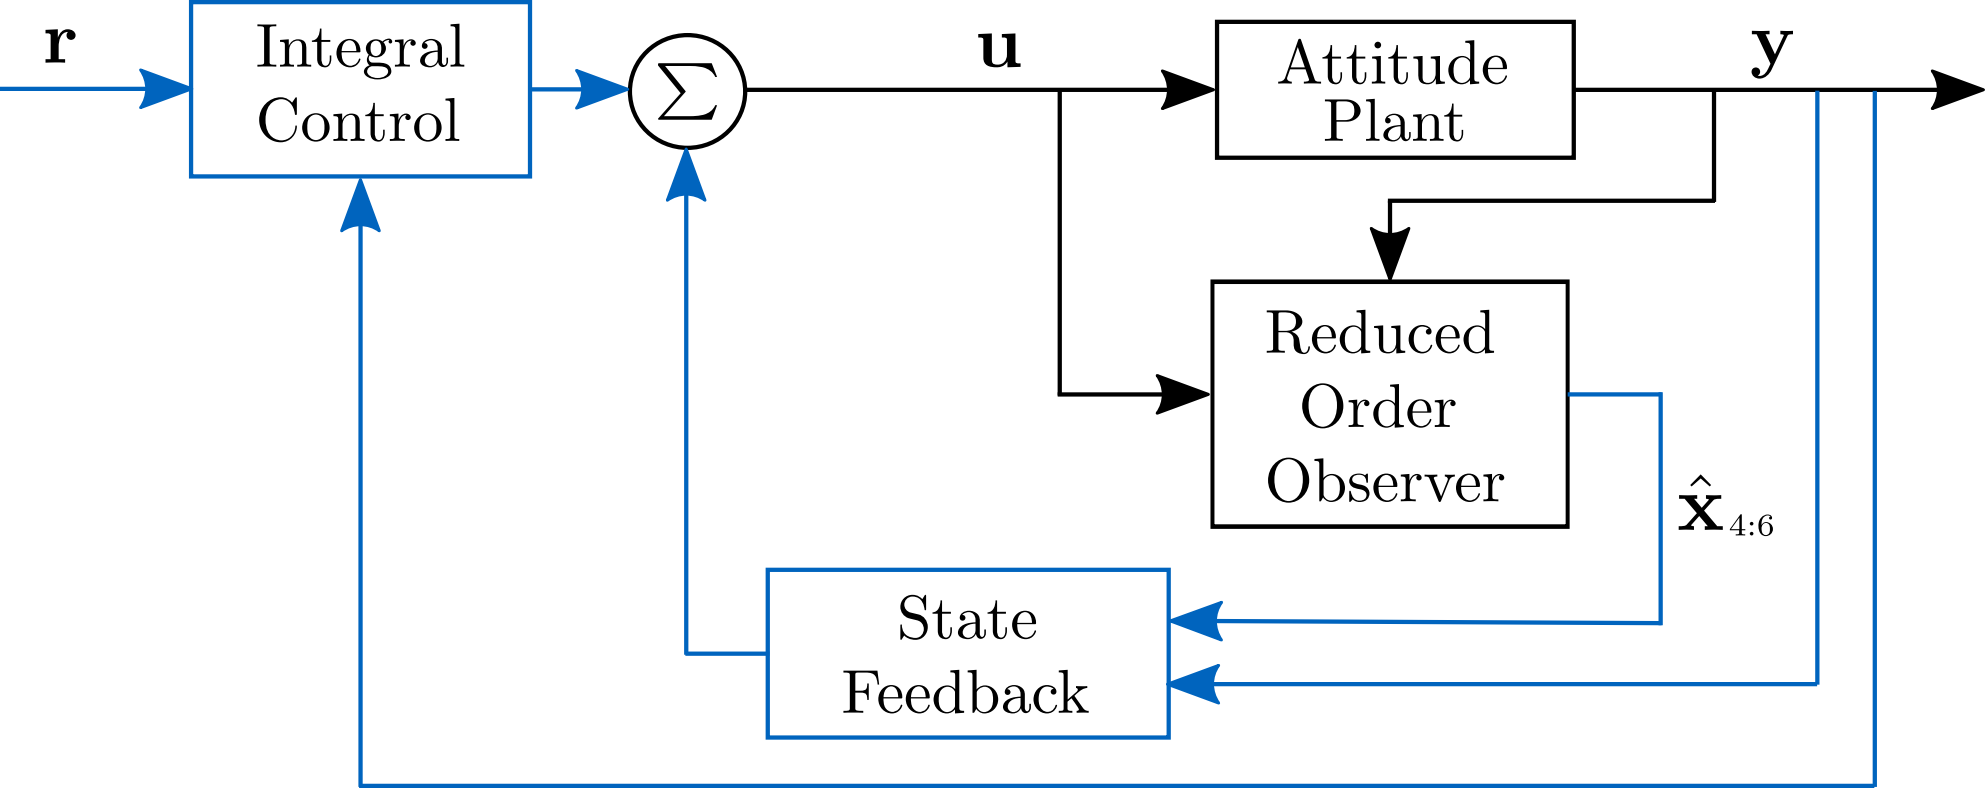 r
Integral
Control
∑
u
Attitude
Plant
y
Reduced
Order
Observer
x̂4:6
State
Feedback